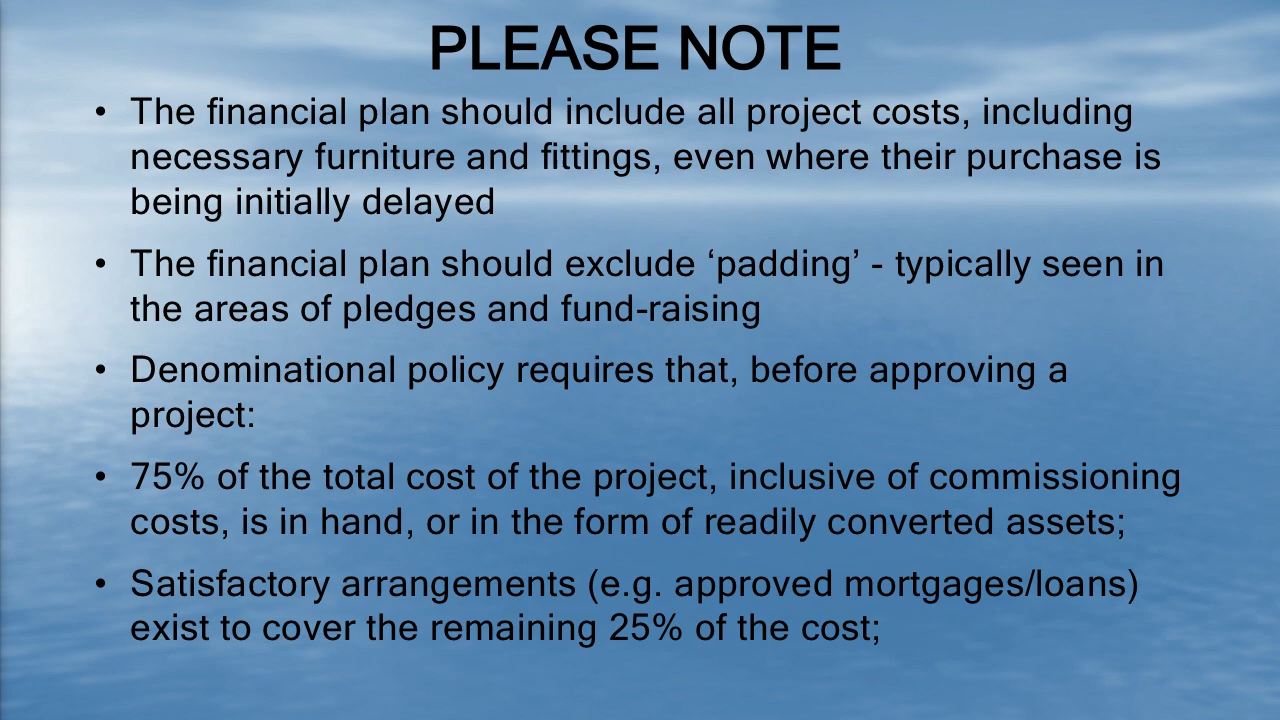 PLEASE NOTE
• The financial plan should include all project costs, including
necessary furniture and fittings, even where their purchase is
being initially delayed
• The financial plan should exclude ‘padding’ - typically seen in
the areas of pledges and fund-raising
• Denominational policy requires that, before approving a
project:
• 75% of the total cost of the project, inclusive of commissioning
costs, is in hand, or in the form of readily converted assets;
• Satisfactory arrangements (e.g. approved mortgages/loans)
exist to cover the remaining 25% of the cost;